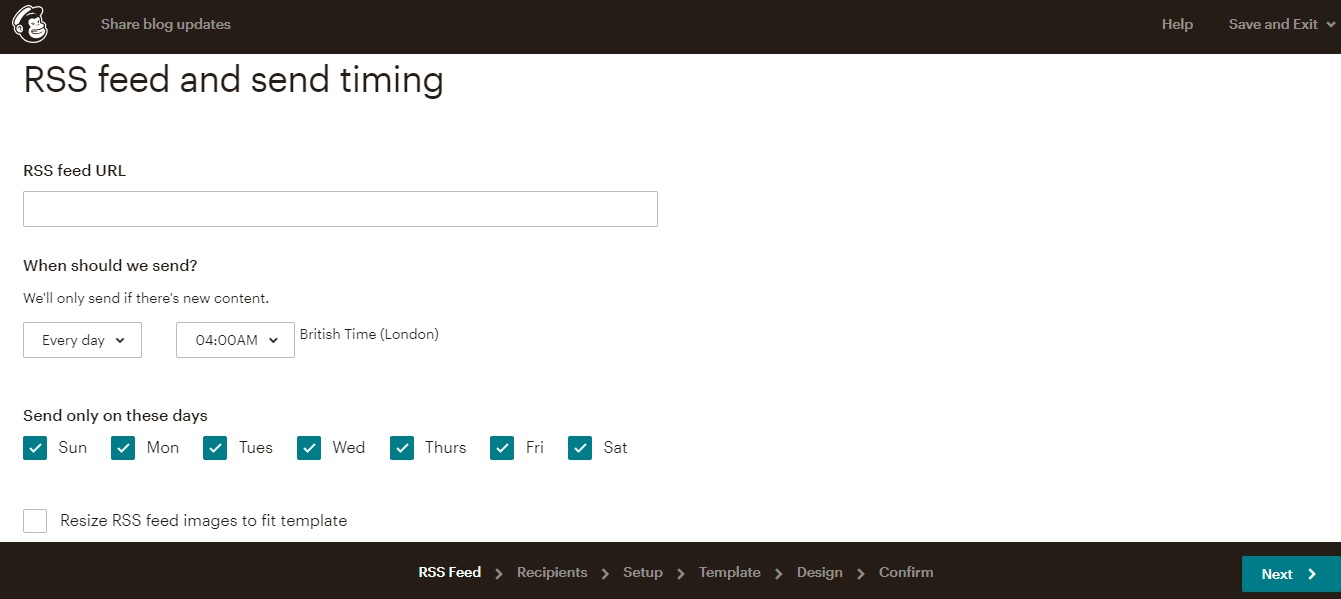 Share blog updates
Help
Save and Exit
RSS feed and send timing
RSS feed URL
When should we send?
We'll only send if there's new content.
Every day
04:00AM
British Time (London)
Send only on these days
Sun Mon Tues Wed Thurs Fri Sat
Resize RSS feed images to fit template
RSS Feed Recipients Setup Template Design Confirm
Next